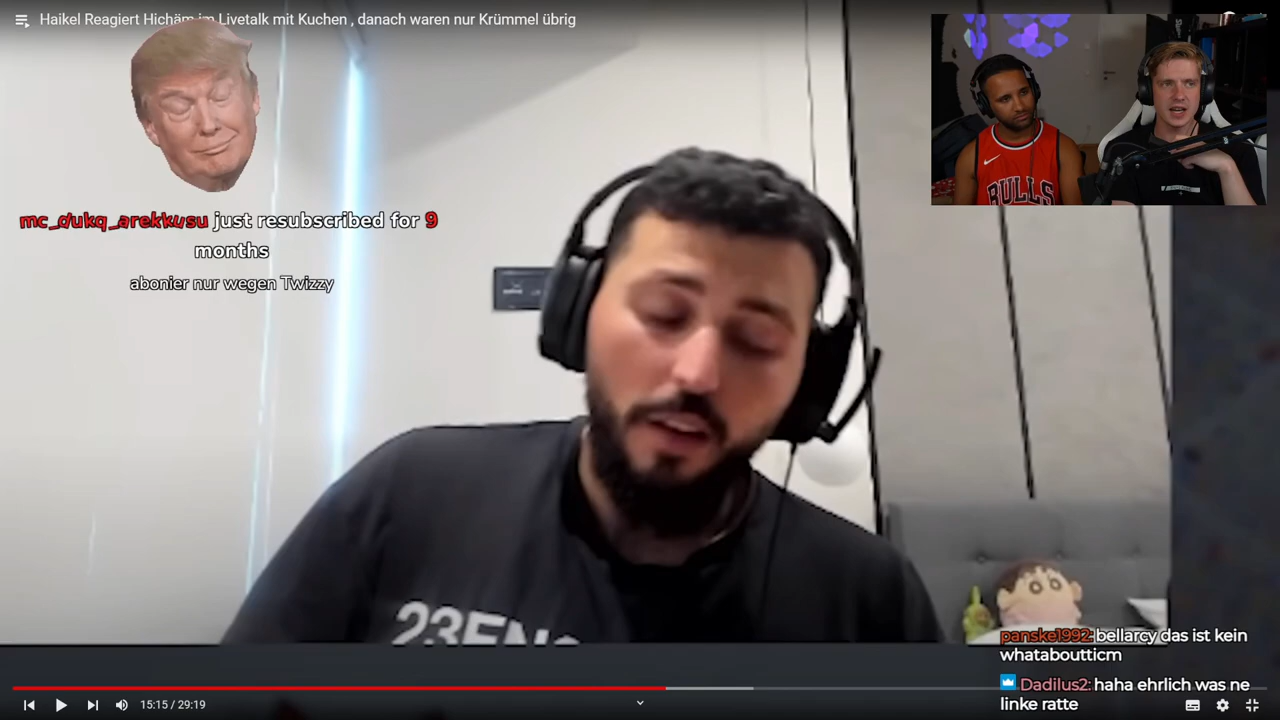 Haikel Reagiert Hichäm im Livetalk mit Kuchen , danach waren nur Krümmel übrig
BULLS
mc_dukq_arekkusu just resubscribed for 9
months
abonier nur wegen Twizzy
panske1992: bellarcy das ist kein
whataboutticm
Dadilus2: haha ehrlich was ne
linke ratte
15:15 / 29:19